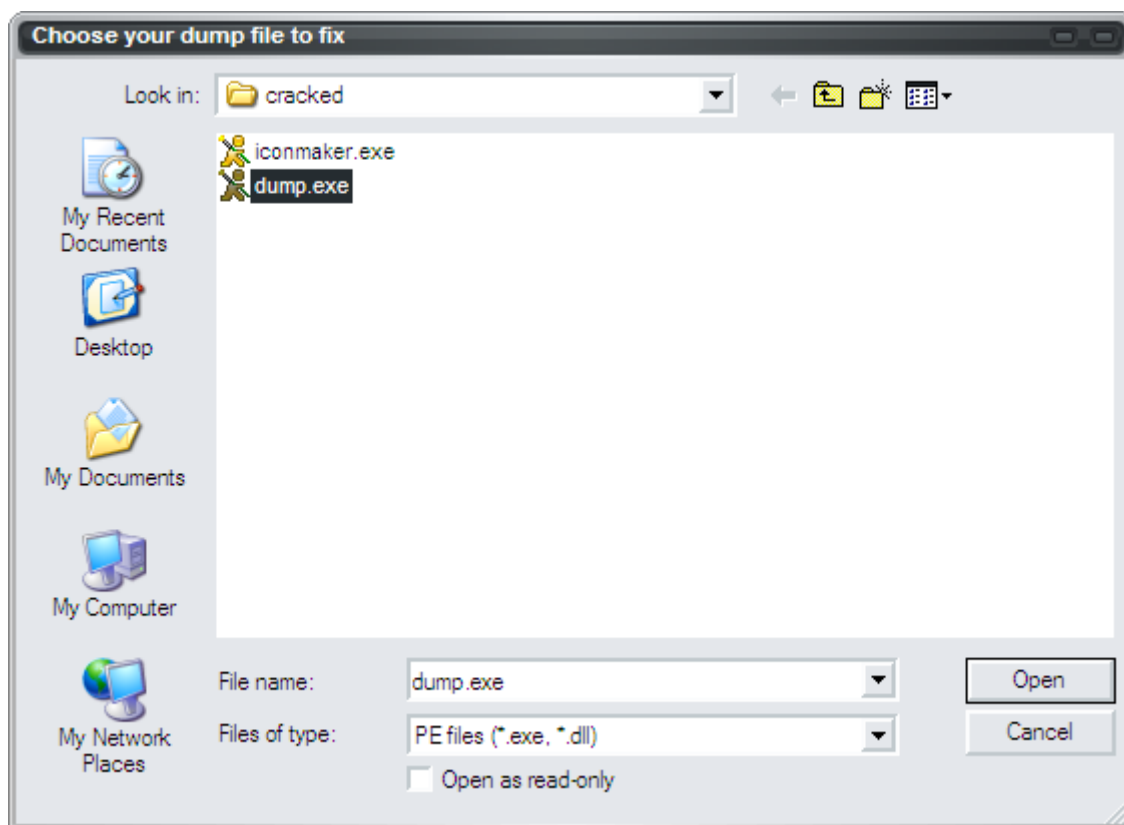 Choose your dump file to fix
Look in: cracked
iconmaker.exe
dump.exe
My Recent
Documents
Desktop
My Documents
My Computer
My Network
Places
File name: dump.exe
Open
Files of type: PE files (*.exe, *.dll)
Cancel
Open as read-only